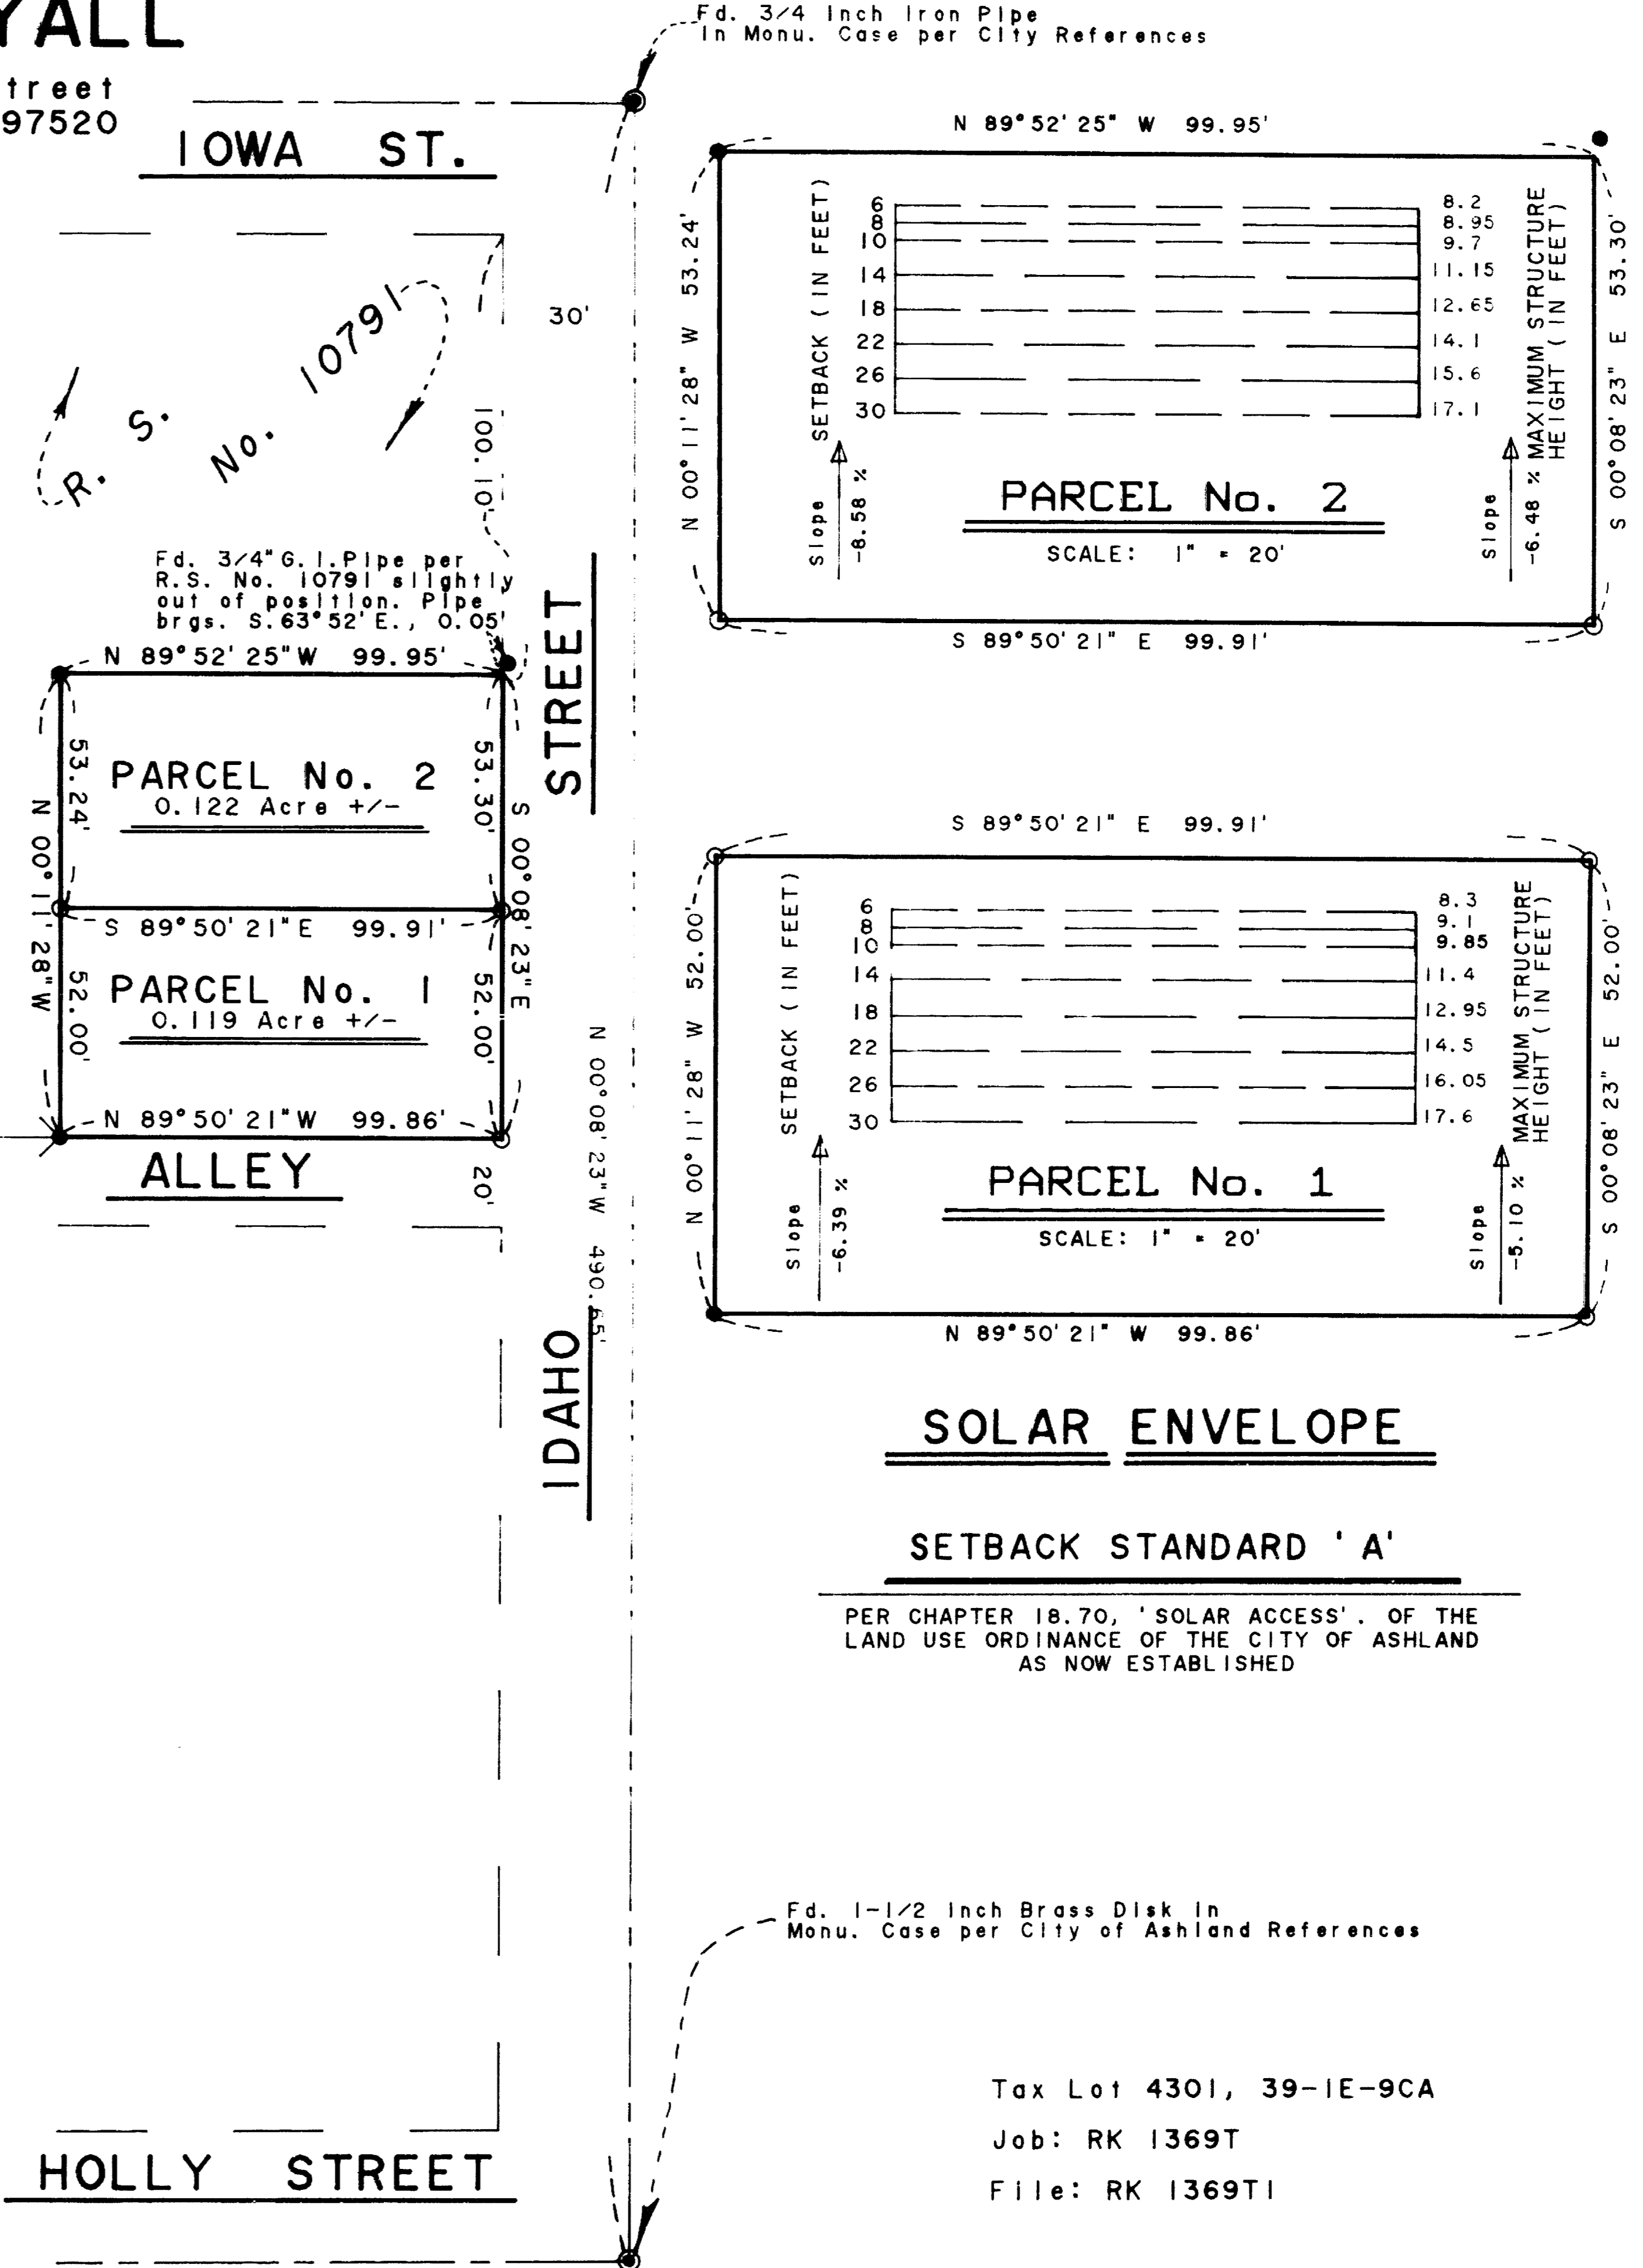 YALL
treet
97520
IOWA ST.
Fd. 3/4 Inch Iron Pipe
In Monu. Case per City References
30'
R. S. No. 10791
100.10'
Fd. 3/4" G.I.Pipe per
R.S. No. 10791 slightly
out of position. Pipe
brgs. S.63°52'E., 0.05'
N 89°52'25"W 99.95'
53.24'
PARCEL No. 2
0.122 Acre +/-
53.30'
S 89°50'21"E 99.91'
N 00°11'28"W
52.00'
PARCEL No. 1
0.119 Acre +/-
52.00'
S 00°08'23"E
N 89°50'21"W 99.86'
ALLEY
20'
STREET
N 00°08'23"W 490.65'
IDAHO
HOLLY STREET
N 89°52'25" W 99.95'
N 00°11'28" W 53.24'
SETBACK (IN FEET)
6 8.2
8 8.95
10 9.7
14 11.15
18 12.65
22 14.1
26 15.6
30 17.1
MAXIMUM STRUCTURE
HEIGHT (IN FEET)
S 00°08'23" E 53.30'
Slope
-8.58 %
PARCEL No. 2
SCALE: 1" = 20'
Slope
-6.48 %
S 89°50'21" E 99.91'
S 89°50'21" E 99.91'
N 00°11'28" W 52.00'
SETBACK (IN FEET)
6 8.3
8 9.1
10 9.85
14 11.4
18 12.95
22 14.5
26 16.05
30 17.6
MAXIMUM STRUCTURE
HEIGHT (IN FEET)
S 00°08'23" E 52.00'
Slope
-6.39 %
PARCEL No. 1
SCALE: 1" = 20'
Slope
-5.10 %
N 89°50'21" W 99.86'
SOLAR ENVELOPE
SETBACK STANDARD 'A'
PER CHAPTER 18.70, 'SOLAR ACCESS'. OF THE
LAND USE ORDINANCE OF THE CITY OF ASHLAND
AS NOW ESTABLISHED
Fd. 1-1/2 Inch Brass Disk in
Monu. Case per City of Ashland References
Tax Lot 4301, 39-1E-9CA
Job: RK 1369T
File: RK 1369T1